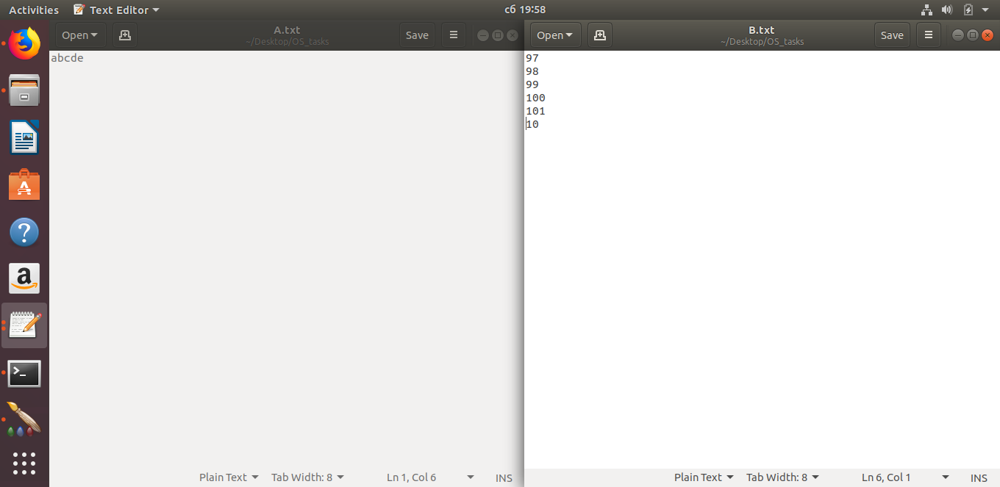 Activities Text Editor сб 19:58
Open A.txt Save
~/Desktop/OS_tasks
abcde
Plain Text Tab Width: 8 Ln 1, Col 6 INS
Open B.txt Save
~/Desktop/OS_tasks
97
98
99
100
101
10
Plain Text Tab Width: 8 Ln 6, Col 1 INS